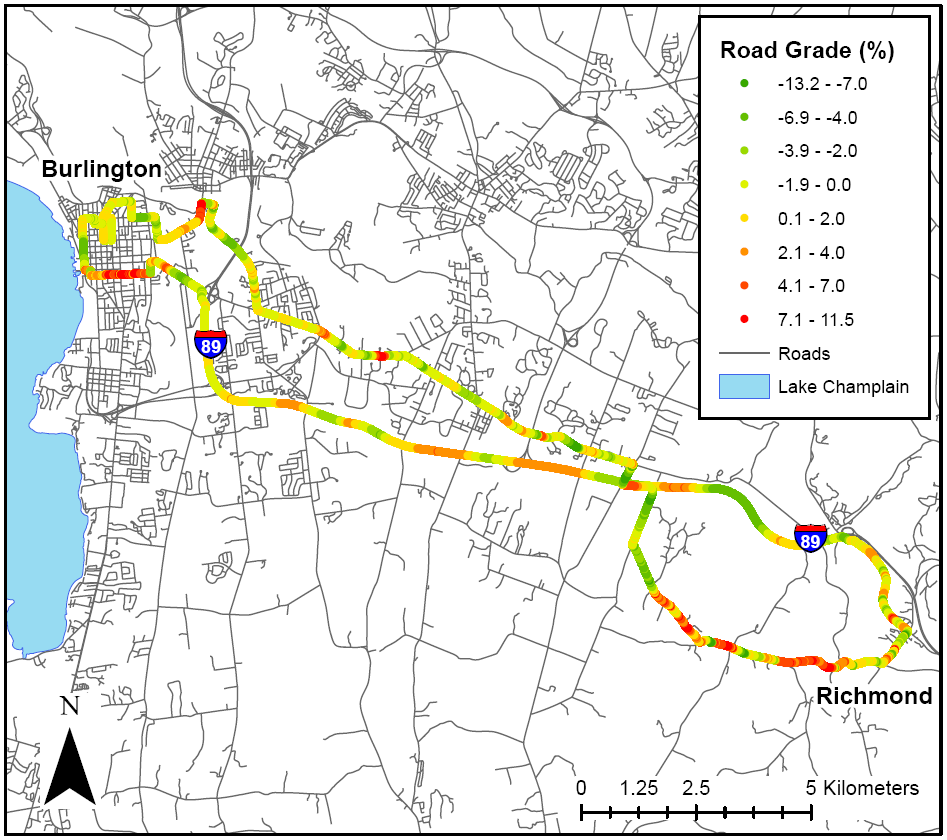 Road Grade (%)
-13.2 - -7.0
-6.9 - -4.0
-3.9 - -2.0
-1.9 - 0.0
0.1 - 2.0
2.1 - 4.0
4.1 - 7.0
7.1 - 11.5
Roads
Lake Champlain
Burlington
89
89
Richmond
N
0 1.25 2.5 5 Kilometers